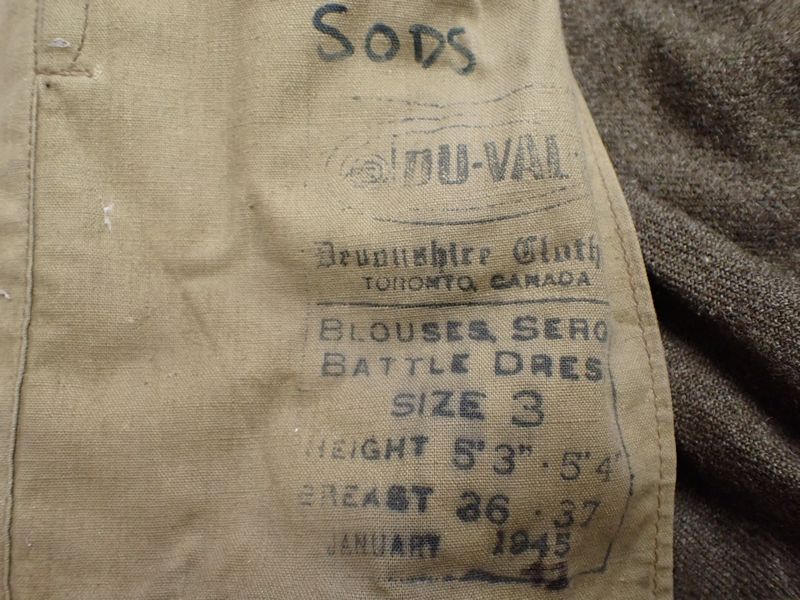 SODS
DU-VAL
Devonshire Cloth
TORONTO, CANADA
BLOUSES, SERG
BATTLE DRES
SIZE 3
HEIGHT 5'3"-5'4"
BREAST 36-37
JANUARY 1945